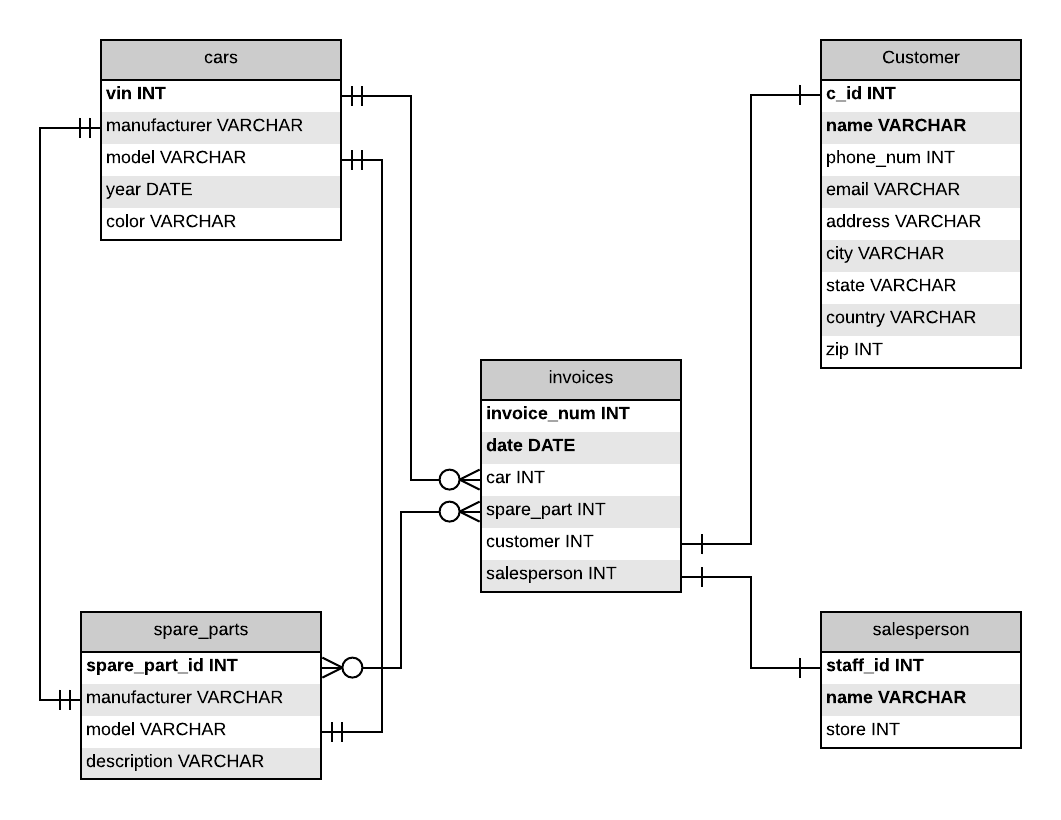 cars
vin INT
manufacturer VARCHAR
model VARCHAR
year DATE
color VARCHAR
Customer
c_id INT
name VARCHAR
phone_num INT
email VARCHAR
address VARCHAR
city VARCHAR
state VARCHAR
country VARCHAR
zip INT
invoices
invoice_num INT
date DATE
car INT
spare_part INT
customer INT
salesperson INT
spare_parts
spare_part_id INT
manufacturer VARCHAR
model VARCHAR
description VARCHAR
salesperson
staff_id INT
name VARCHAR
store INT